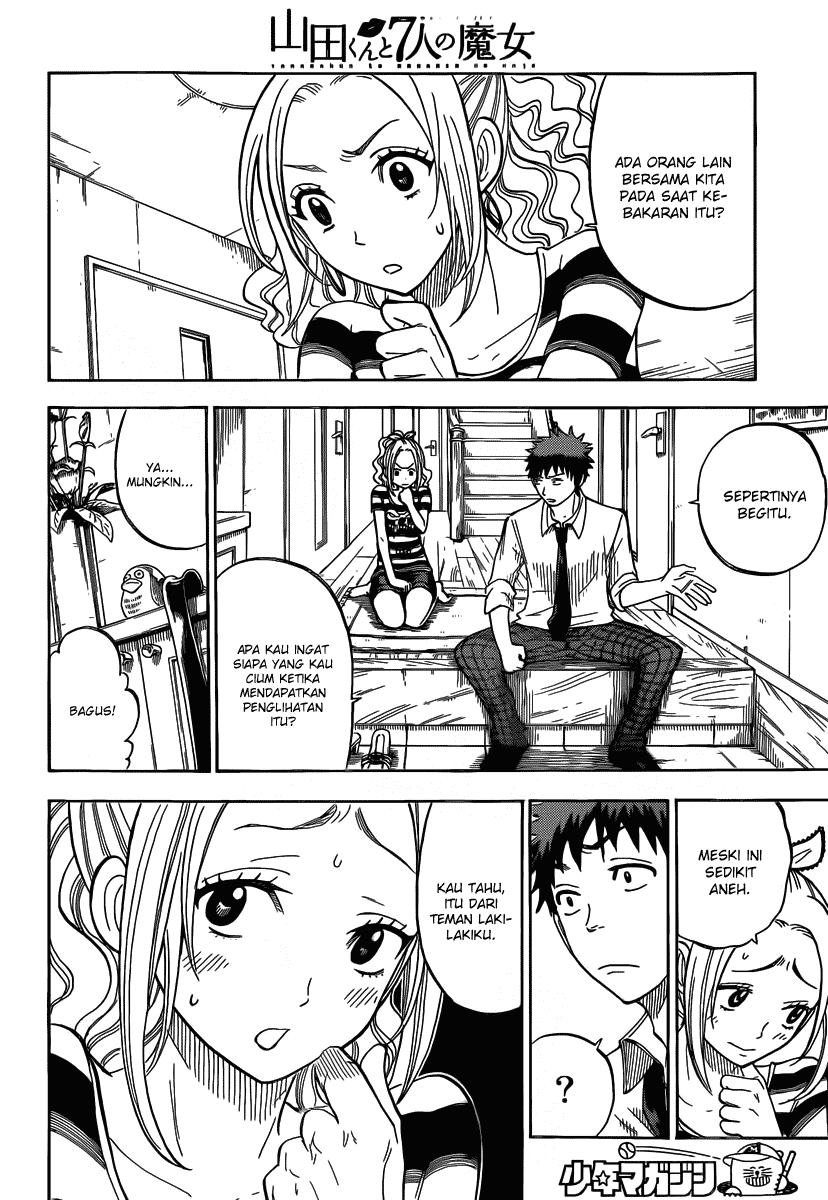 山田くんと7人の魔女
ADA ORANG LAIN
BERSAMA KITA
PADA SAAT KE-
BAKARAN ITU?
SEPERTINYA
BEGITU.
APA KAU INGAT
SIAPA YANG KAU
CIUM KETIKA
MENDAPATKAN
PENGLIHATAN
ITU?
YA...
MUNGKIN...
BAGUS!
MESKI INI
SEDIKIT
ANEH.
?
KAU TAHU,
ITU DARI
TEMAN LAKI-
LAKIKU.
少年マガジン